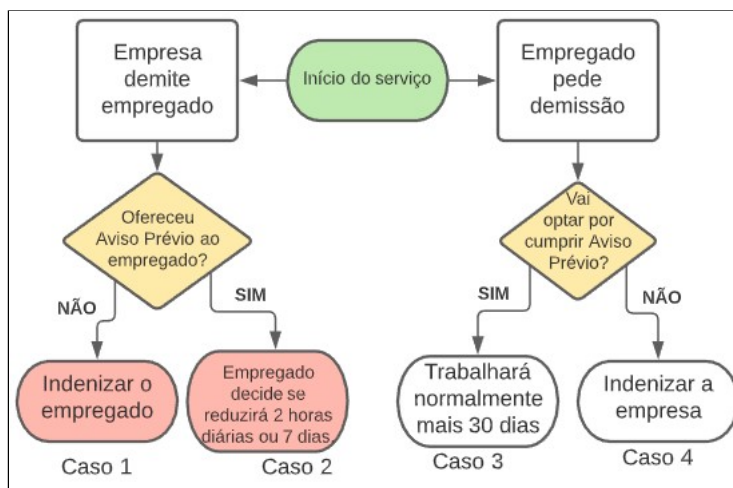 Empresa
demite
empregado
Início do serviço
Empregado
pede
demissão
Ofereceu
Aviso Prévio ao
empregado?
Vai
optar por
cumprir Aviso
Prévio?
NÃO
SIM
SIM
NÃO
Indenizar o
empregado
Empregado
decide se
reduzirá 2 horas
diárias ou 7 dias.
Trabalhará
normalmente
mais 30 dias
Indenizar a
empresa
Caso 1
Caso 2
Caso 3
Caso 4